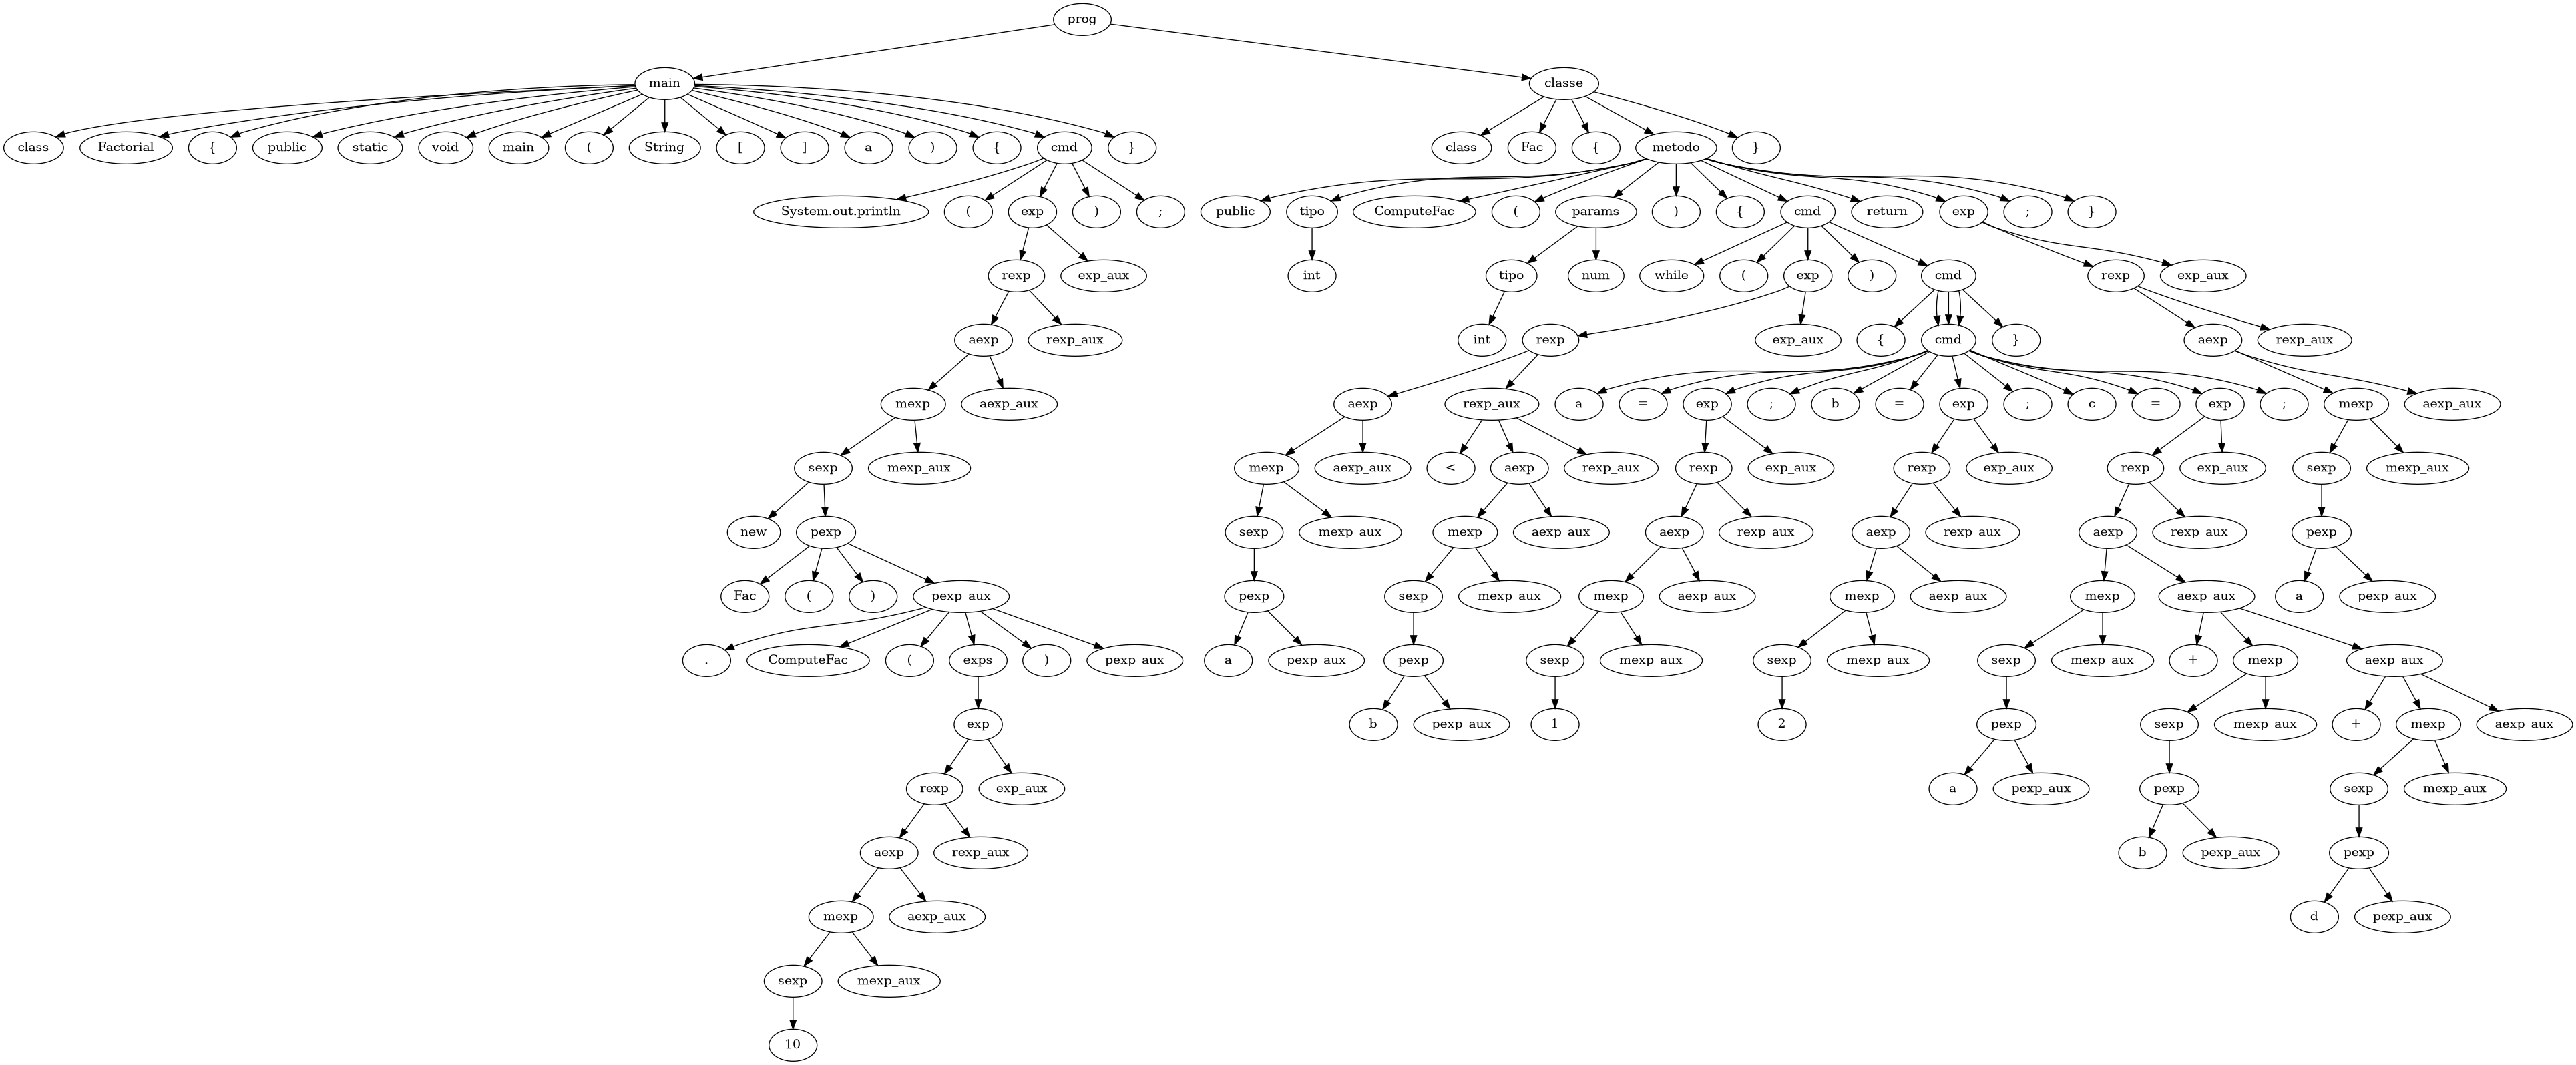 prog
main classe
class Factorial { public static void main ( String [ ] a ) { cmd } class Fac { metodo }
System.out.println ( exp ) ; public tipo ComputeFac ( params ) { cmd return exp ; }
rexp exp_aux int tipo num while ( exp ) cmd rexp exp_aux
aexp rexp_aux int rexp exp_aux { cmd } aexp rexp_aux
mexp aexp_aux aexp rexp_aux a = exp ; b = exp ; c = exp ; mexp aexp_aux
sexp mexp_aux mexp aexp_aux < aexp rexp_aux rexp exp_aux rexp exp_aux rexp exp_aux sexp mexp_aux
new pexp sexp mexp_aux mexp aexp_aux aexp rexp_aux aexp rexp_aux aexp rexp_aux pexp
Fac ( ) pexp_aux pexp sexp mexp_aux mexp aexp_aux mexp aexp_aux mexp aexp_aux a pexp_aux
. ComputeFac ( exps ) pexp_aux a pexp_aux pexp sexp mexp_aux sexp mexp_aux sexp mexp_aux + mexp aexp_aux
exp b pexp_aux 1 2 pexp sexp mexp_aux + mexp aexp_aux
rexp exp_aux a pexp_aux pexp sexp mexp_aux
aexp rexp_aux b pexp_aux pexp
mexp aexp_aux d pexp_aux
sexp mexp_aux
10